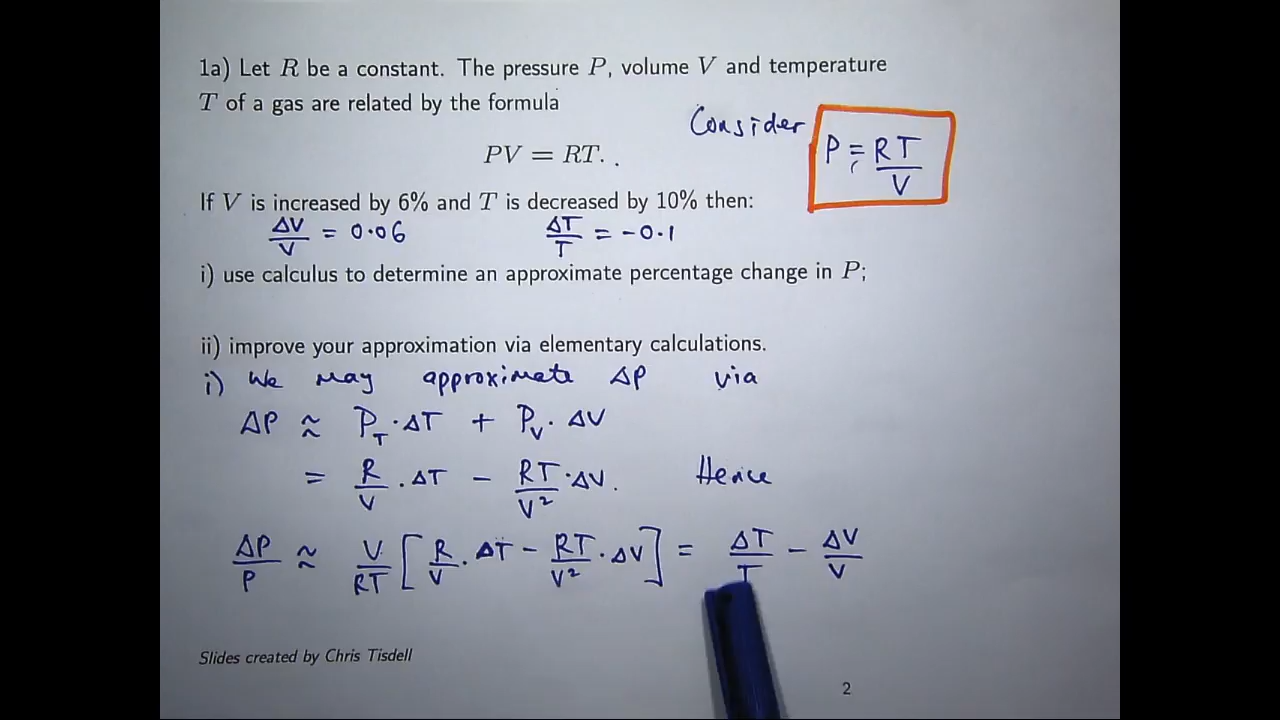 1a) Let R be a constant. The pressure P, volume V and temperature
T of a gas are related by the formula
Consider P = RT/V
PV = RT. .
If V is increased by 6% and T is decreased by 10% then:
ΔV/V = 0.06 ΔT/T = -0.1
i) use calculus to determine an approximate percentage change in P;
ii) improve your approximation via elementary calculations.
i) We may approximate ΔP via
ΔP ≈ P_T · ΔT + P_V · ΔV
= R/V · ΔT - RT/V² · ΔV. Hence
ΔP/P ≈ V/RT [R/V · ΔT - RT/V² · ΔV] = ΔT/T - ΔV/V
Slides created by Chris Tisdell
2